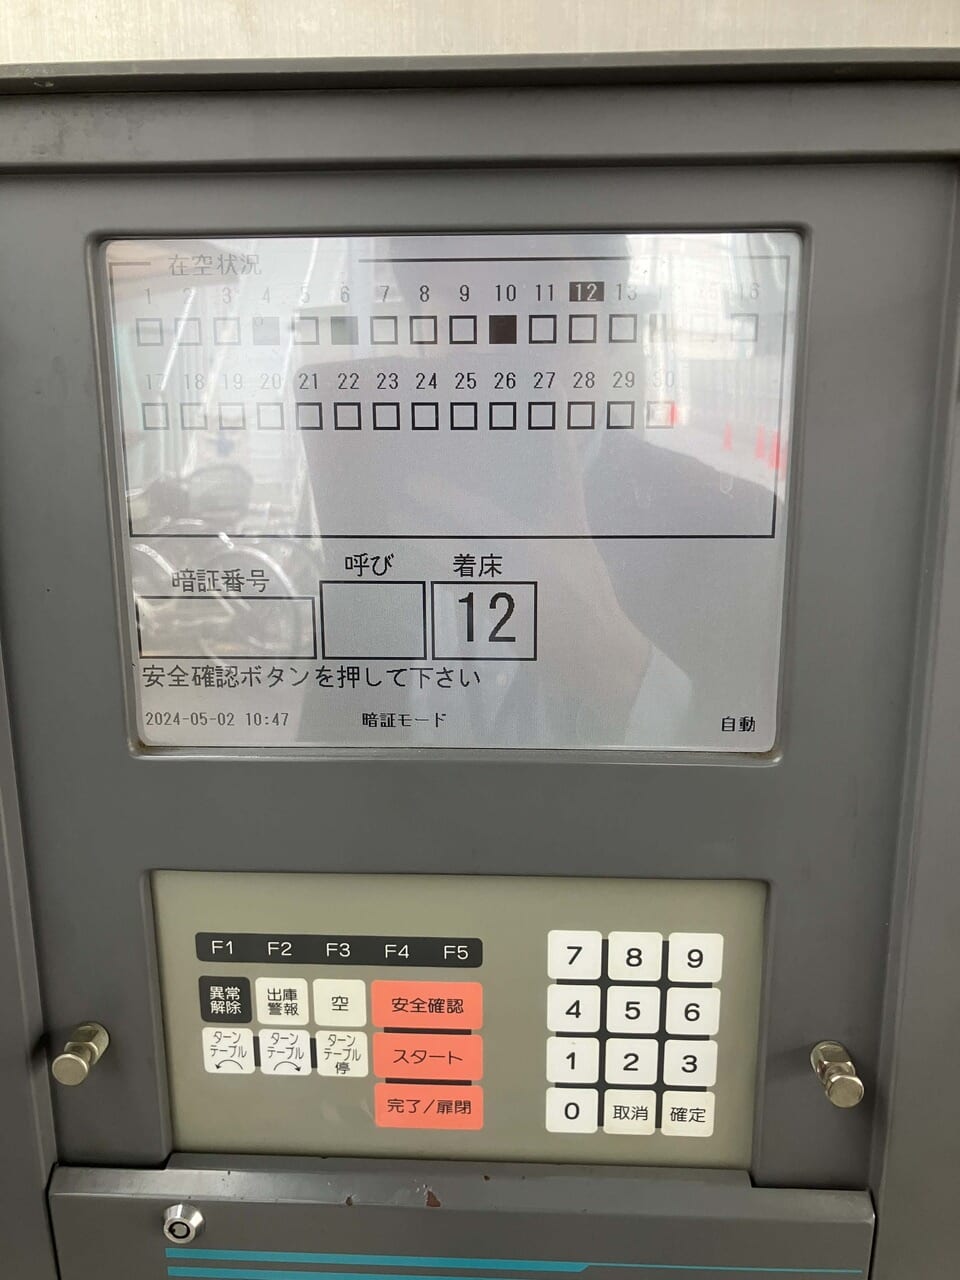 在空状況
1 2 3 4 5 6 7 8 9 10 11 12 13 15 16
17 18 19 20 21 22 23 24 25 26 27 28 29 30
暗証番号 呼び 着床
12
安全確認ボタンを押して下さい
2024-05-02 10:47 暗証モード 自動
F1 F2 F3 F4 F5
異常解除 出庫警報 空 安全確認
ターンテーブル ターンテーブル ターンテーブル停 スタート
完了/扉閉
7 8 9
4 5 6
1 2 3
0 取消 確定